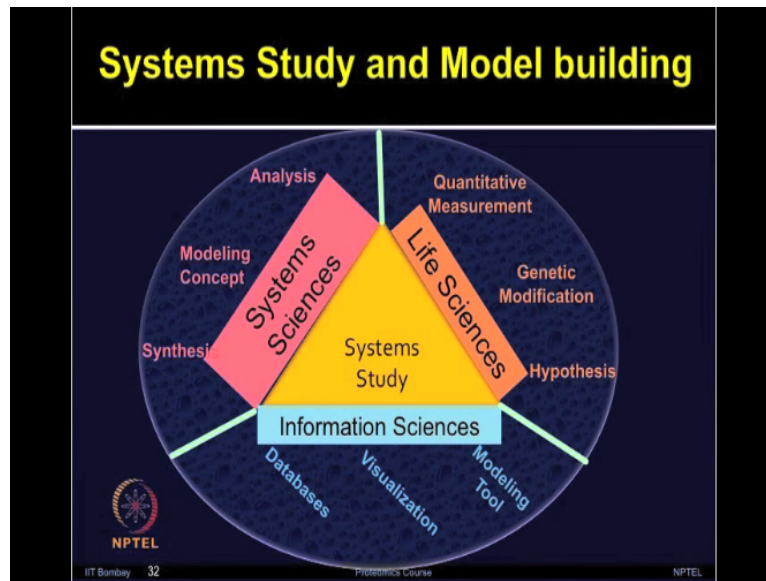 Systems Study and Model building
Analysis
Modeling
Concept
Synthesis
Systems
Sciences
Quantitative
Measurement
Genetic
Modification
Hypothesis
Life Sciences
Systems
Study
Information Sciences
Databases
Visualization
Modeling
Tool
NPTEL
IIT Bombay 32 Proteomics Course NPTEL